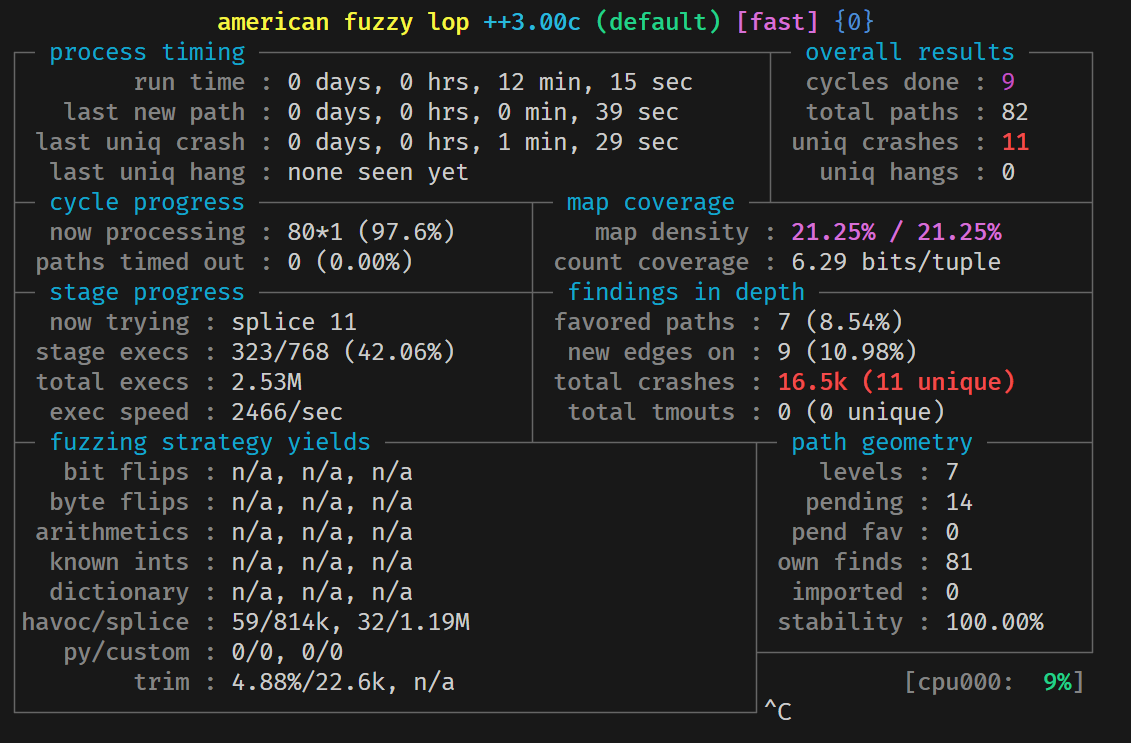 american fuzzy lop ++3.00c (default) [fast] {0}
process timing overall results
run time : 0 days, 0 hrs, 12 min, 15 sec cycles done : 9
last new path : 0 days, 0 hrs, 0 min, 39 sec total paths : 82
last uniq crash : 0 days, 0 hrs, 1 min, 29 sec uniq crashes : 11
last uniq hang : none seen yet uniq hangs : 0
cycle progress map coverage
now processing : 80*1 (97.6%) map density : 21.25% / 21.25%
paths timed out : 0 (0.00%) count coverage : 6.29 bits/tuple
stage progress findings in depth
now trying : splice 11 favored paths : 7 (8.54%)
stage execs : 323/768 (42.06%) new edges on : 9 (10.98%)
total execs : 2.53M total crashes : 16.5k (11 unique)
exec speed : 2466/sec total tmouts : 0 (0 unique)
fuzzing strategy yields path geometry
bit flips : n/a, n/a, n/a levels : 7
byte flips : n/a, n/a, n/a pending : 14
arithmetics : n/a, n/a, n/a pend fav : 0
known ints : n/a, n/a, n/a own finds : 81
dictionary : n/a, n/a, n/a imported : 0
havoc/splice : 59/814k, 32/1.19M stability : 100.00%
py/custom : 0/0, 0/0
trim : 4.88%/22.6k, n/a [cpu000: 9%]
^C